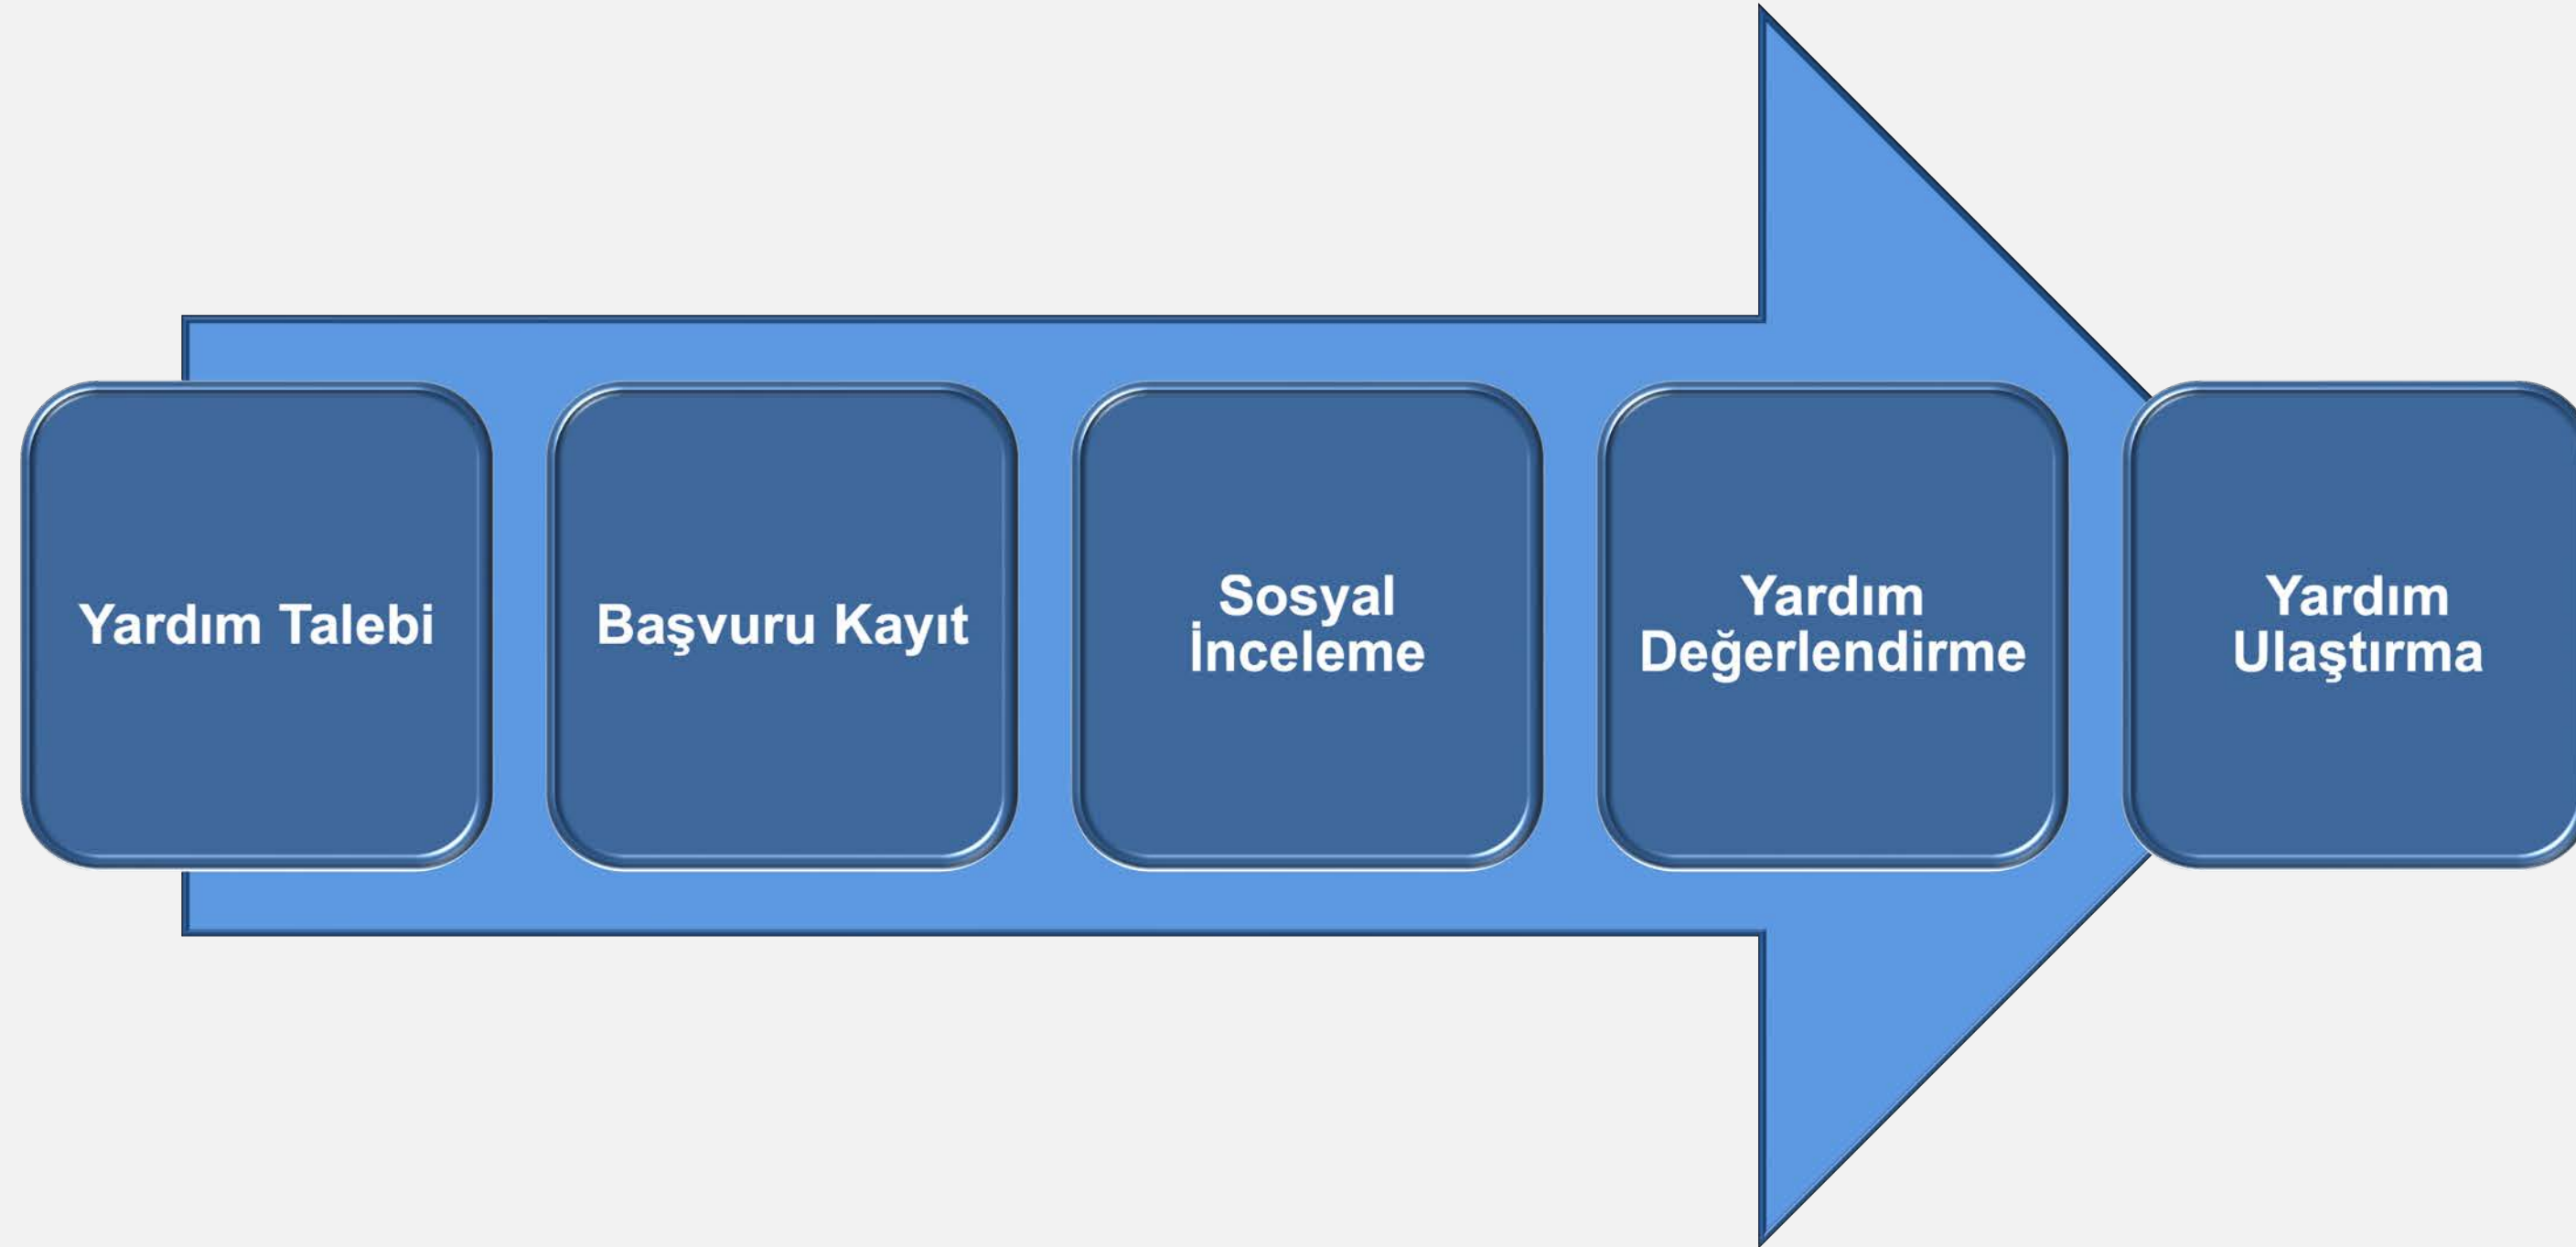 Yardım Talebi
Başvuru Kayıt
Sosyal
İnceleme
Yardım
Değerlendirme
Yardım
Ulaştırma